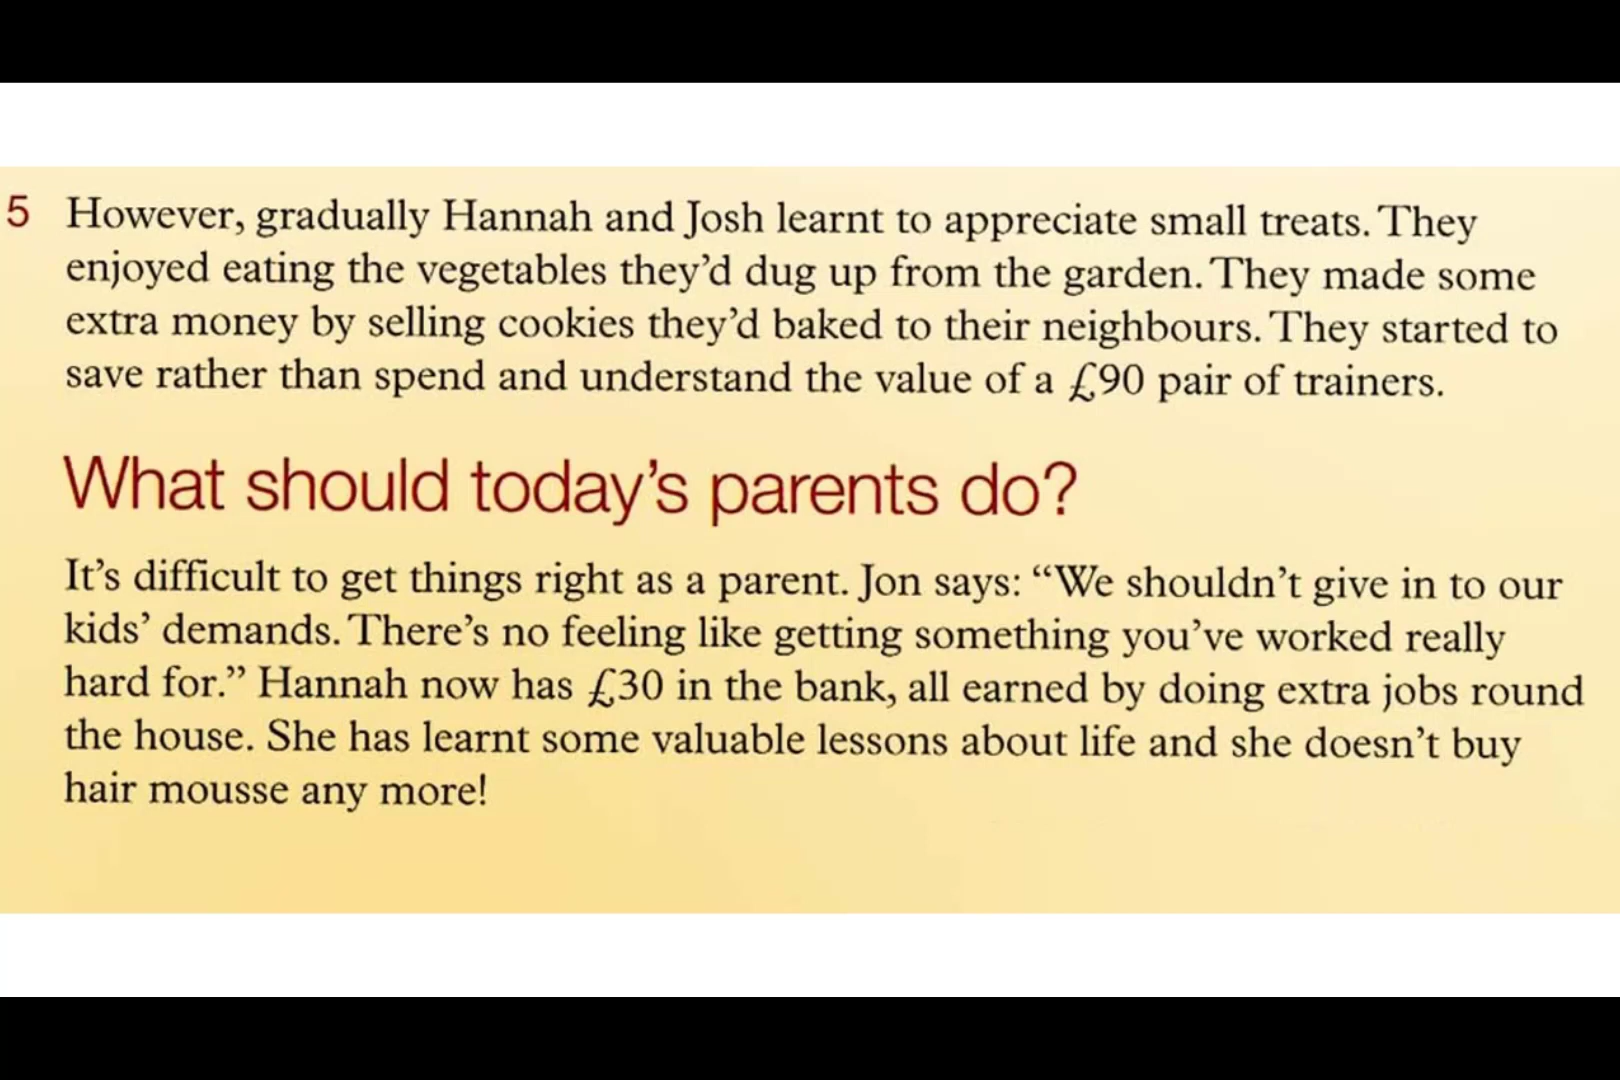 5 However, gradually Hannah and Josh learnt to appreciate small treats. They
enjoyed eating the vegetables they’d dug up from the garden. They made some
extra money by selling cookies they’d baked to their neighbours. They started to
save rather than spend and understand the value of a £90 pair of trainers.
What should today’s parents do?
It’s difficult to get things right as a parent. Jon says: “We shouldn’t give in to our
kids’ demands. There’s no feeling like getting something you’ve worked really
hard for.” Hannah now has £30 in the bank, all earned by doing extra jobs round
the house. She has learnt some valuable lessons about life and she doesn’t buy
hair mousse any more!